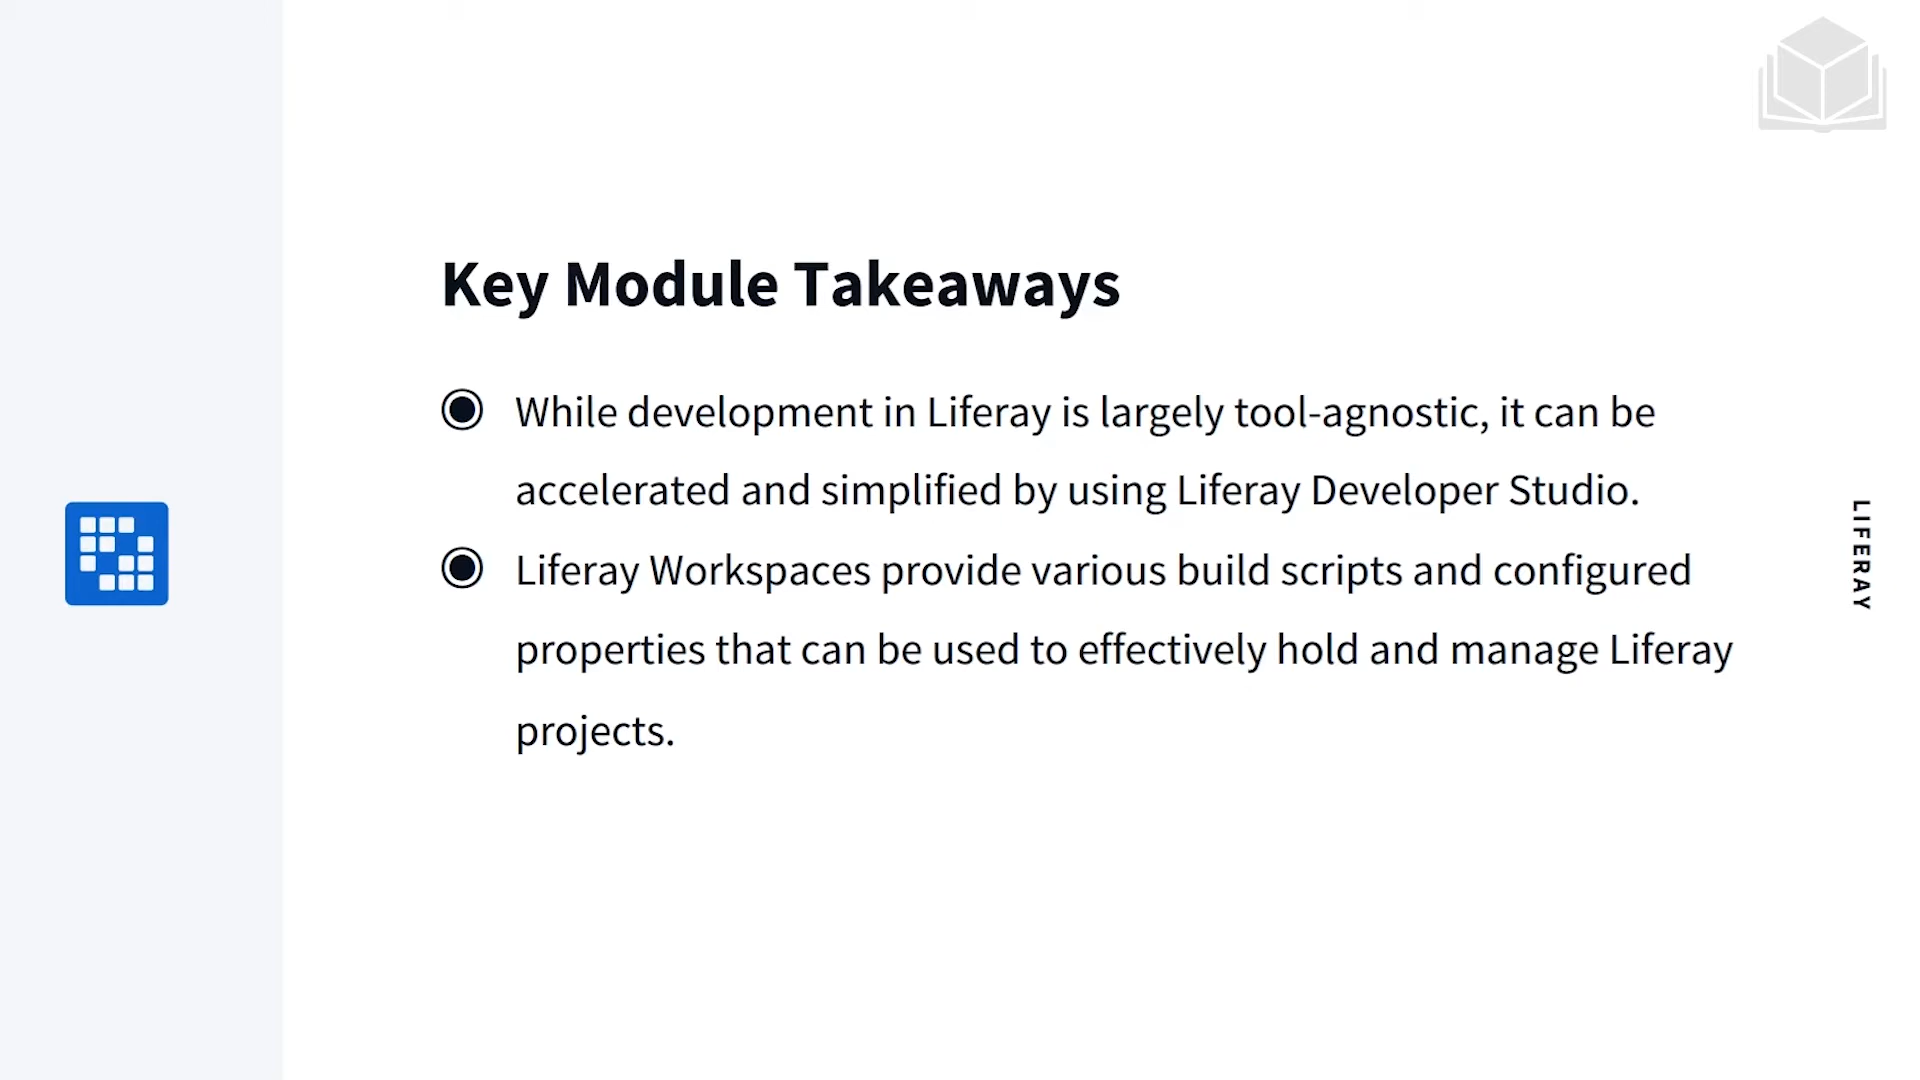 Key Module Takeaways
While development in Liferay is largely tool-agnostic, it can be
accelerated and simplified by using Liferay Developer Studio.
Liferay Workspaces provide various build scripts and configured
properties that can be used to effectively hold and manage Liferay
projects.
LIFERAY